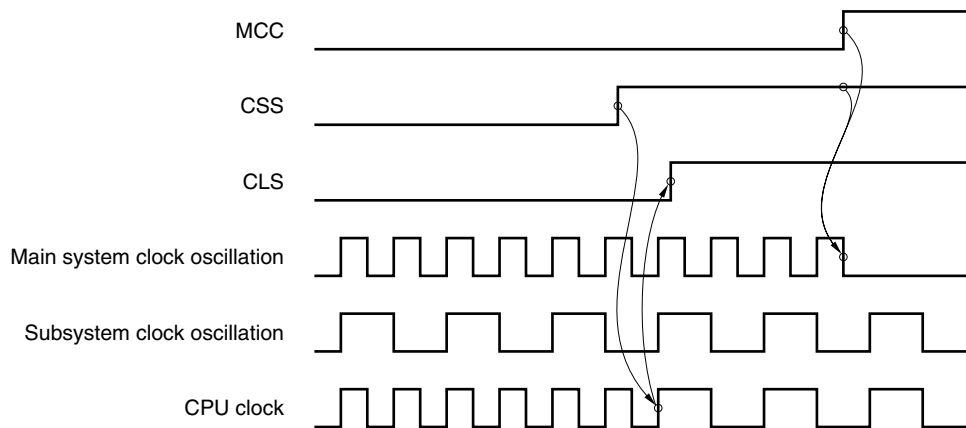 MCC
CSS
CLS
Main system clock oscillation
Subsystem clock oscillation
CPU clock